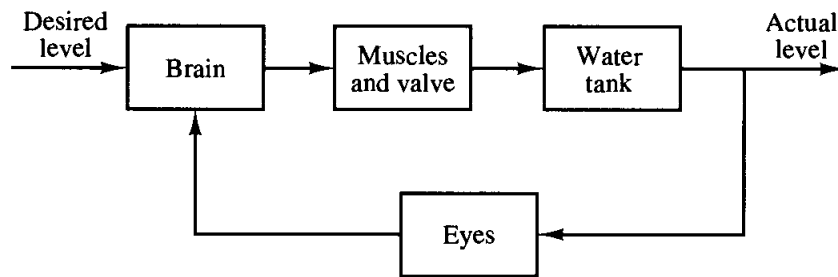 Desired
level
Brain
Muscles
and valve
Water
tank
Actual
level
Eyes